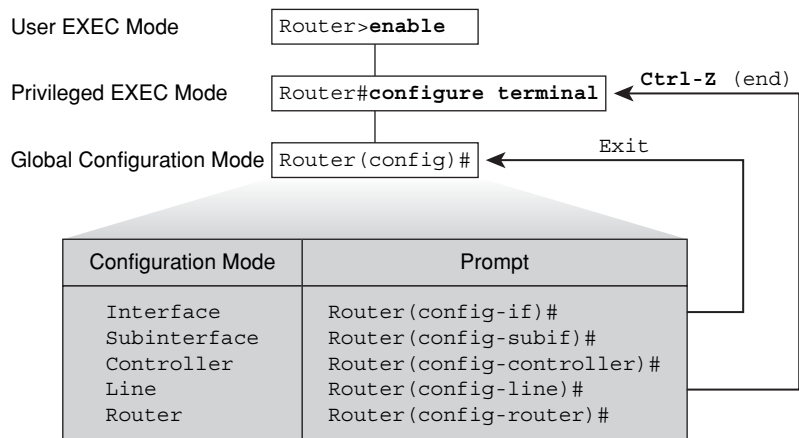 User EXEC Mode Router>enable
Privileged EXEC Mode Router#configure terminal Ctrl-Z (end)
Global Configuration Mode Router(config)# Exit
Configuration Mode Prompt
Interface Router(config-if)#
Subinterface Router(config-subif)#
Controller Router(config-controller)#
Line Router(config-line)#
Router Router(config-router)#